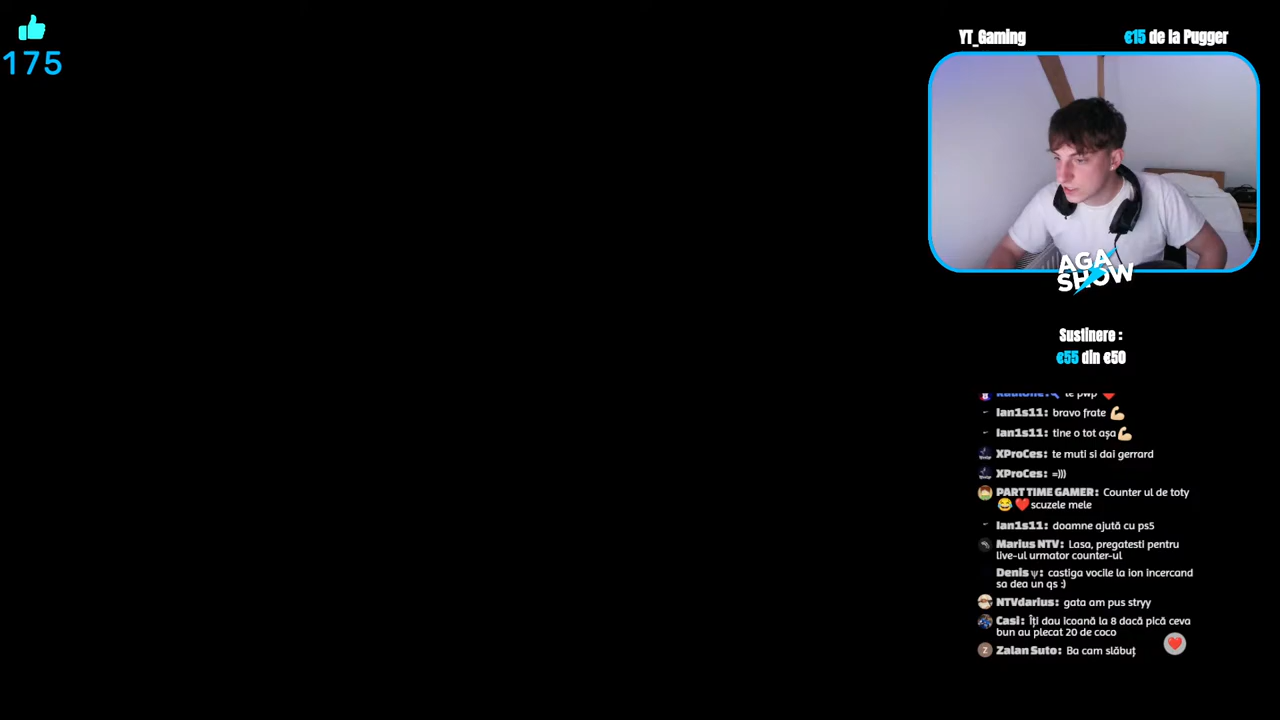 175
YT_Gaming
€15 de la Pugger
AGA
SHOW
Sustinere :
€55 din €50
te pwp ❤️
Ian1s11: bravo frate 💪🏻
Ian1s11: tine o tot așa💪🏻
XProCes: te muti si dai gerrard
XProCes: =)))
PART TIME GAMER: Counter ul de toty
😂❤️scuzele mele
Ian1s11: doamne ajută cu ps5
Marius NTV: Lasa, pregatesti pentru
live-ul urmator counter-ul
Denis ψ: castiga vocile la ion incercand
sa dea un qs :)
NTVdarius: gata am pus stryy
Casi: Îți dau icoană la 8 dacă pică ceva
bun au plecat 20 de coco
Z
Zalan Suto: Ba cam slăbuț